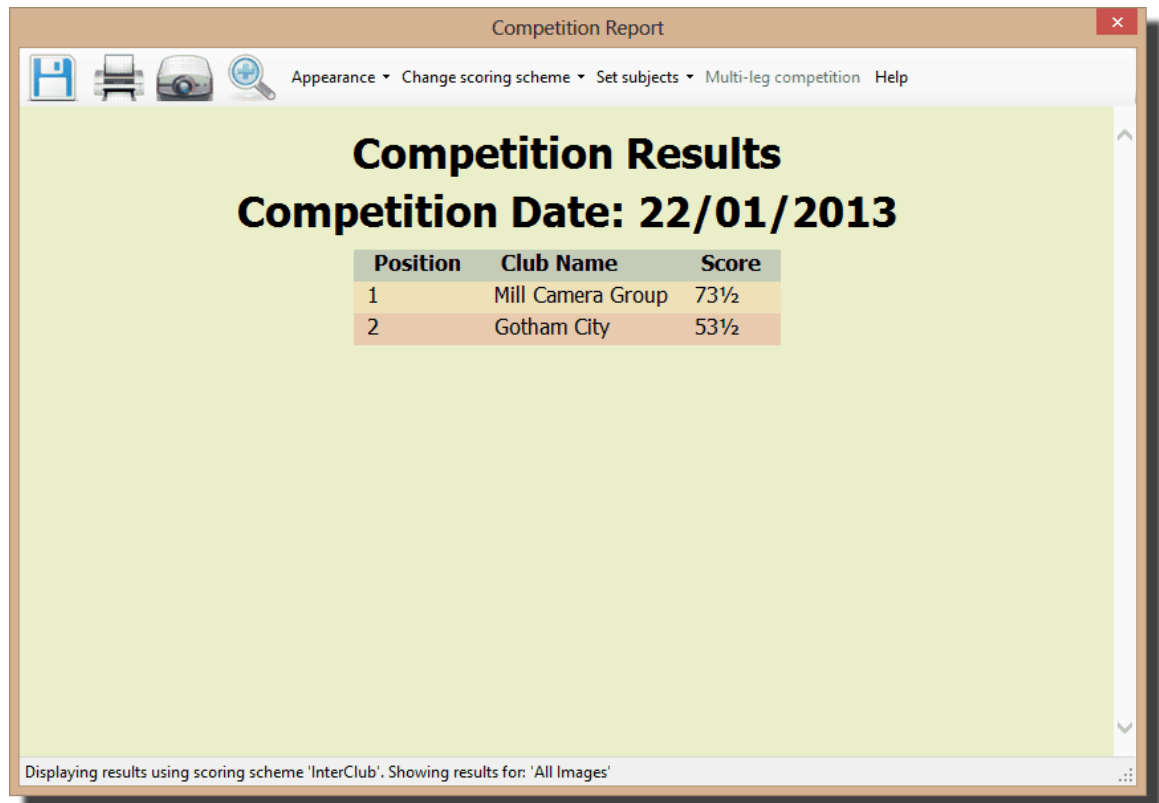 Competition Report
Appearance Change scoring scheme Set subjects Multi-leg competition Help
Competition Results
Competition Date: 22/01/2013
Position Club Name Score
1 Mill Camera Group 73½
2 Gotham City 53½
Displaying results using scoring scheme 'InterClub'. Showing results for: 'All Images'